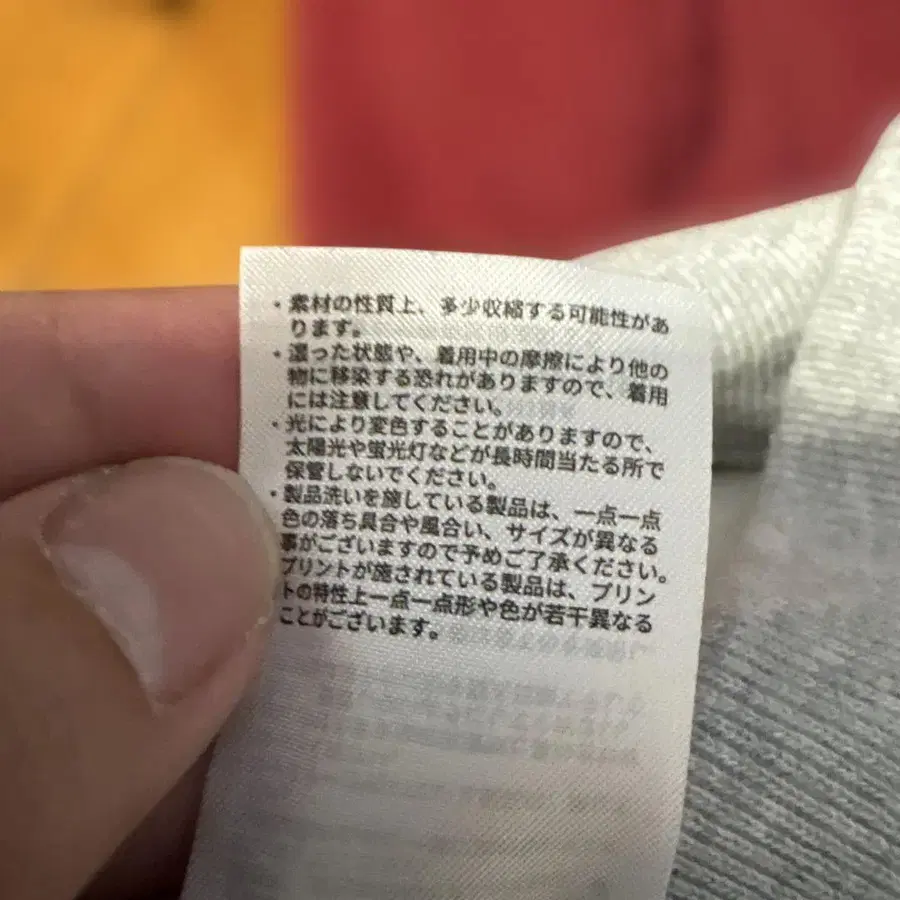 ・素材の性質上、多少収縮する可能性があ
ります。
・濕った状態や、着用中の摩擦により他の
物に移染する恐れがありますので、着用
には注意してください。
・光により変色することがありますので、
太陽光や蛍光灯などが長時間当たる所で
保管しないでください。
・製品洗いを施している製品は、一点一点
色の落ち具合や風合い、サイズが異なる
事がございますので予めご了承ください。
プリントが施されている製品は、プリン
トの特性上一点一点形や色が若干異なる
ことがございます。